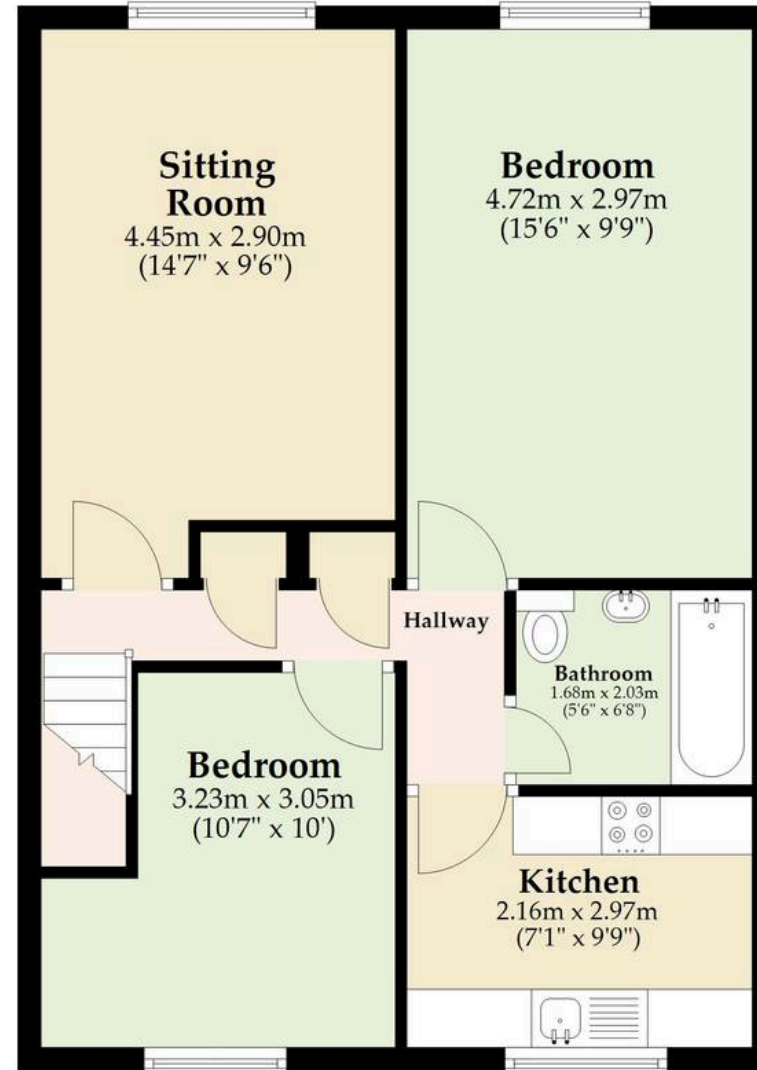 Sitting
Room
4.45m x 2.90m
(14'7" x 9'6")
Bedroom
4.72m x 2.97m
(15'6" x 9'9")
Hallway
Bathroom
1.68m x 2.03m
(5'6" x 6'8")
Bedroom
3.23m x 3.05m
(10'7" x 10')
Kitchen
2.16m x 2.97m
(7'1" x 9'9")